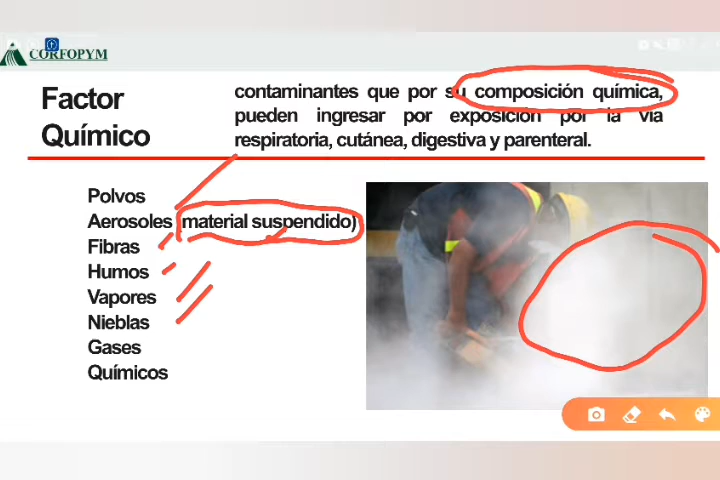 CORFOPYM
Factor
Químico
contaminantes que por su composición química,
pueden ingresar por exposición por la vía
respiratoria, cutánea, digestiva y parenteral.
Polvos
Aerosoles (material suspendido)
Fibras
Humos
Vapores
Nieblas
Gases
Químicos